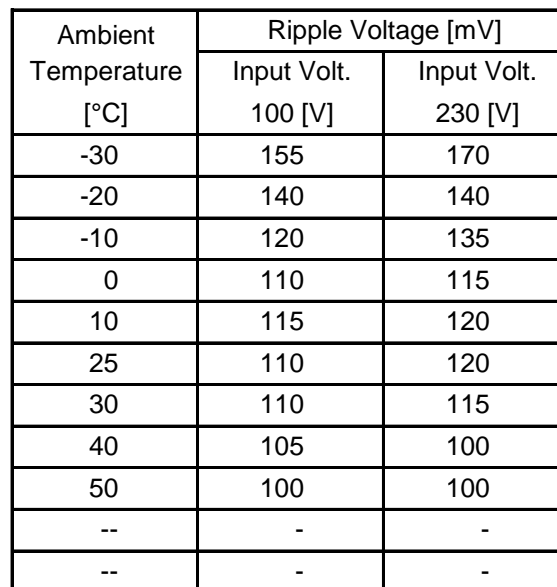 Ambient Temperature [°C] Ripple Voltage [mV]
Input Volt. 100 [V] Input Volt. 230 [V]
-30 155 170
-20 140 140
-10 120 135
0 110 115
10 115 120
25 110 120
30 110 115
40 105 100
50 100 100
-- - -
-- - -